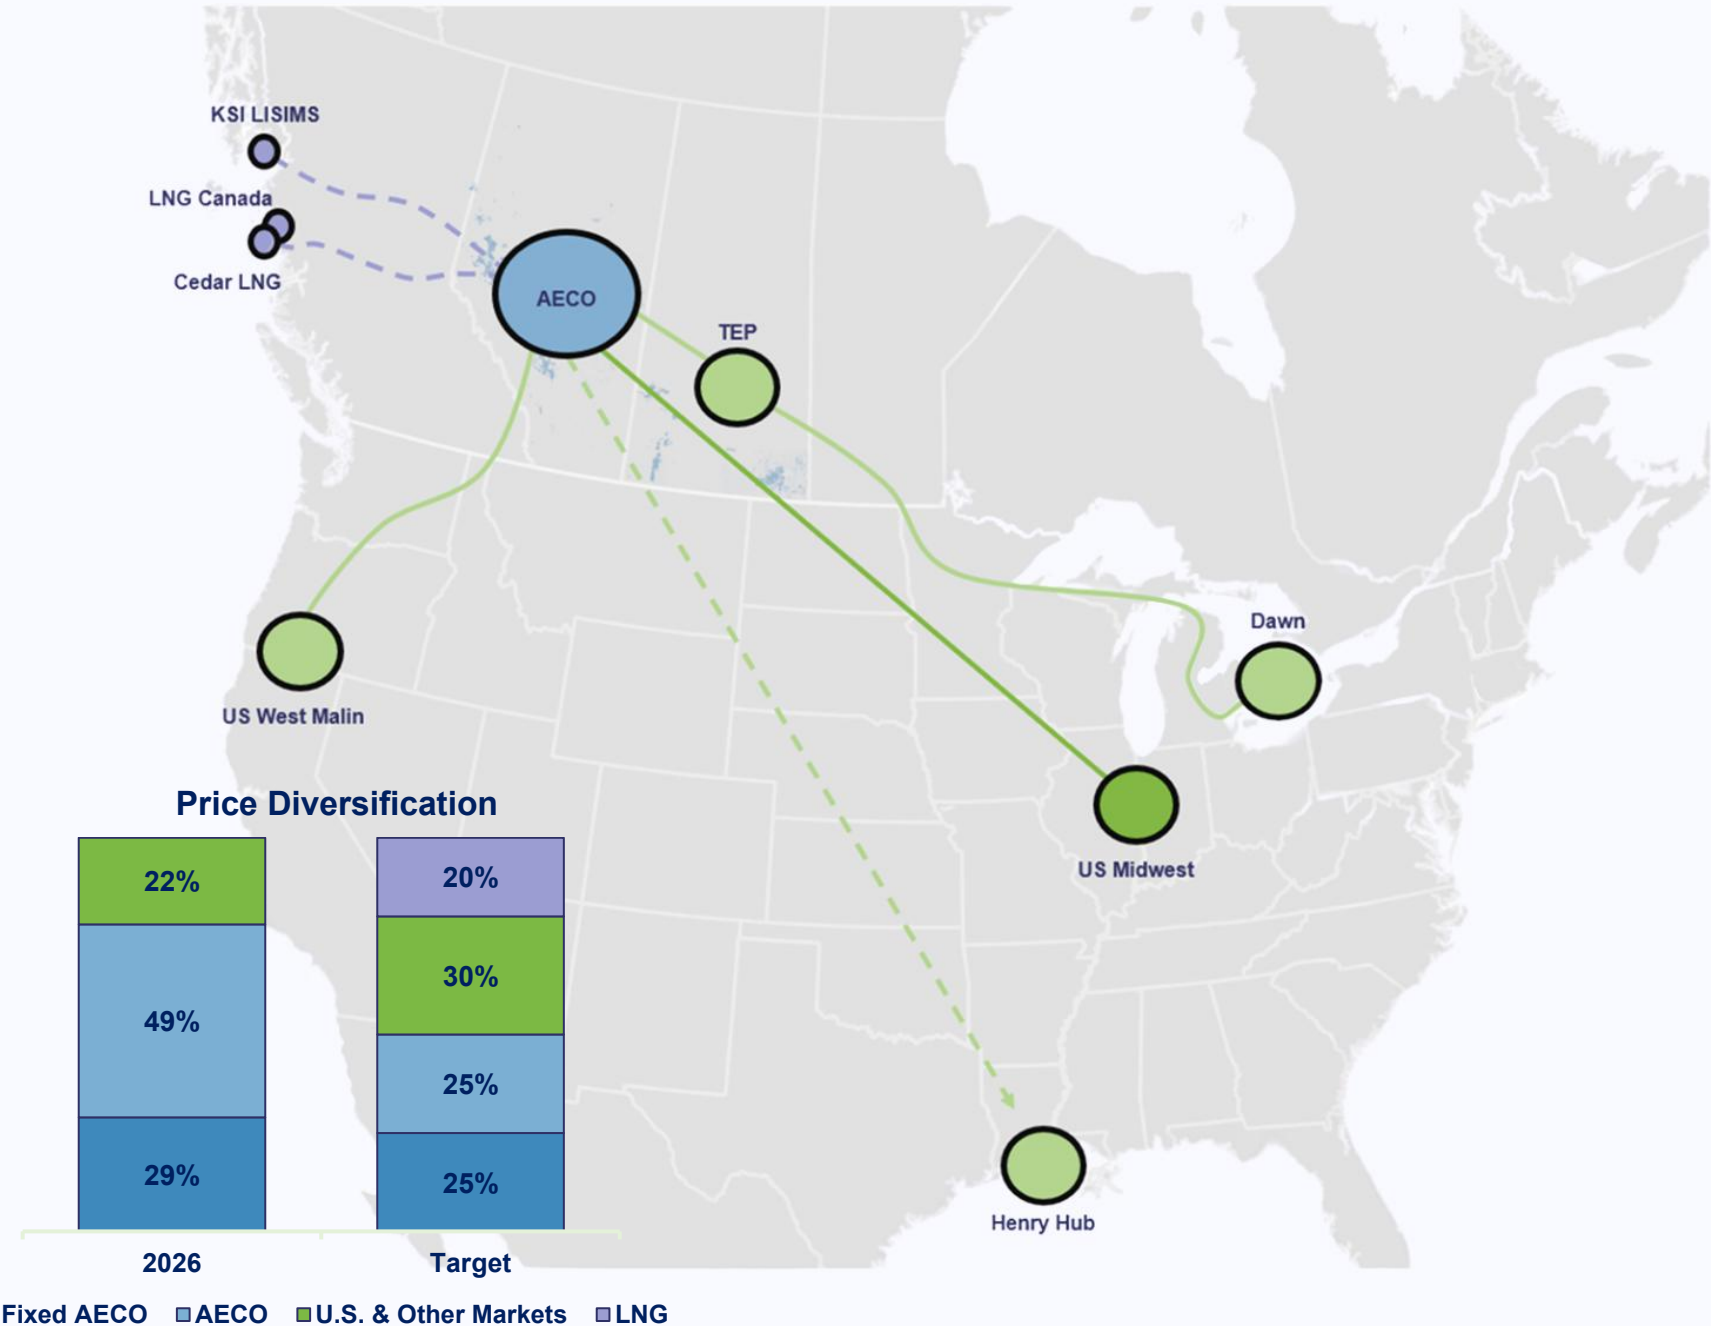 KSI LISIMS
LNG Canada
Cedar LNG
AECO
TEP
Dawn
US West Malin
US Midwest
Henry Hub
Price Diversification
22%
49%
29%
20%
30%
25%
25%
2026
Target
Fixed AECO
AECO
U.S. & Other Markets
LNG